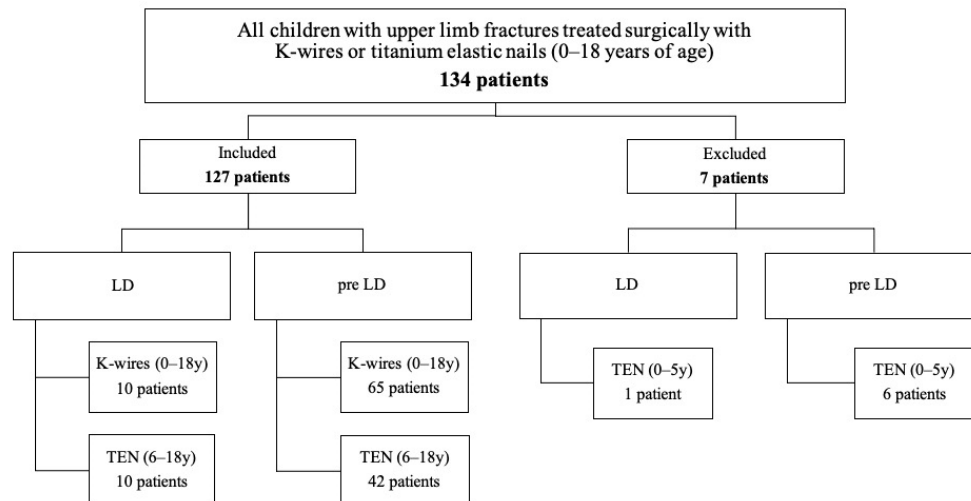 All children with upper limb fractures treated surgically with
K-wires or titanium elastic nails (0–18 years of age)
134 patients
Included
127 patients
Excluded
7 patients
LD
pre LD
LD
pre LD
K-wires (0–18y)
10 patients
K-wires (0–18y)
65 patients
TEN (0–5y)
1 patient
TEN (0–5y)
6 patients
TEN (6–18y)
10 patients
TEN (6–18y)
42 patients